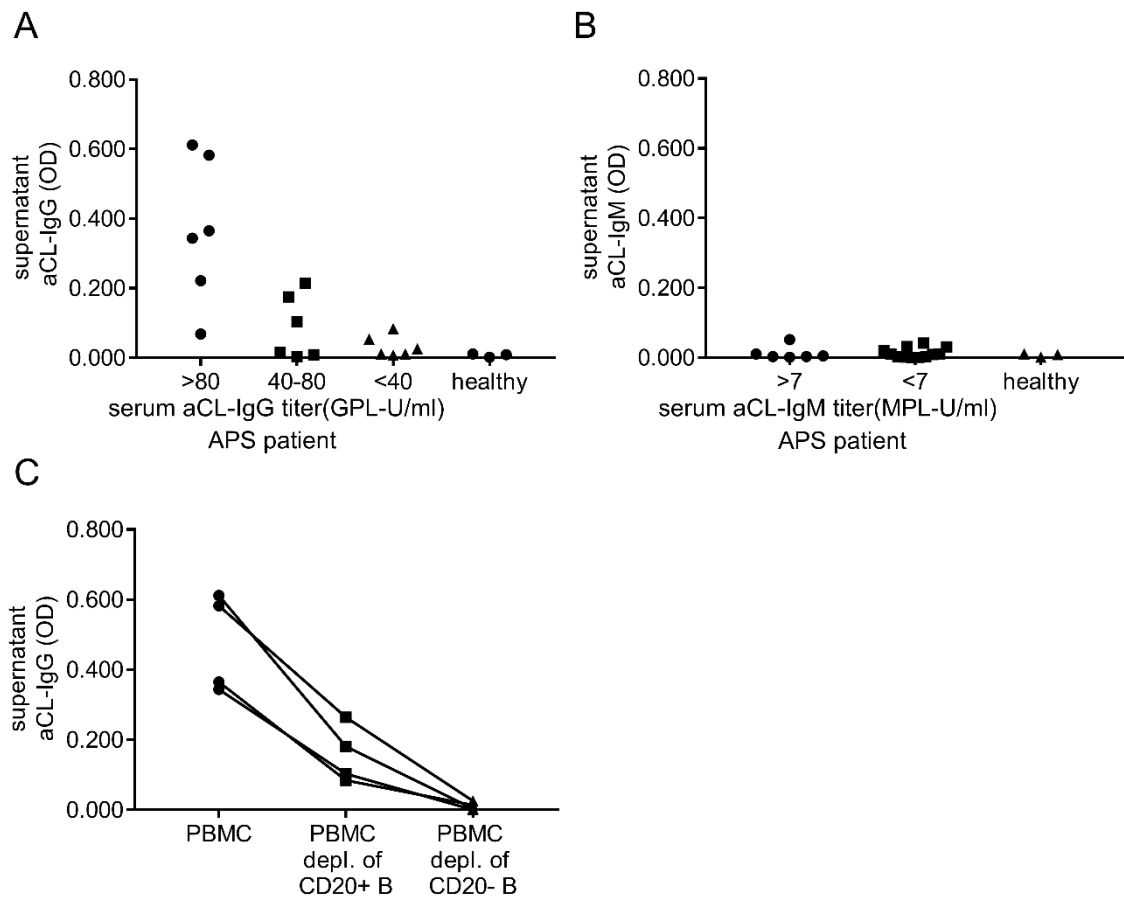 A
supernatant
aCL-IgG (OD)
0.800
0.600
0.400
0.200
0.000
>80 40-80 <40 healthy
serum aCL-IgG titer(GPL-U/ml)
APS patient
B
supernatant
aCL-IgM (OD)
0.800
0.600
0.400
0.200
0.000
>7 <7 healthy
serum aCL-IgM titer(MPL-U/ml)
APS patient
C
supernatant
aCL-IgG (OD)
0.800
0.600
0.400
0.200
0.000
PBMC
PBMC
depl. of
CD20+ B
PBMC
depl. of
CD20- B